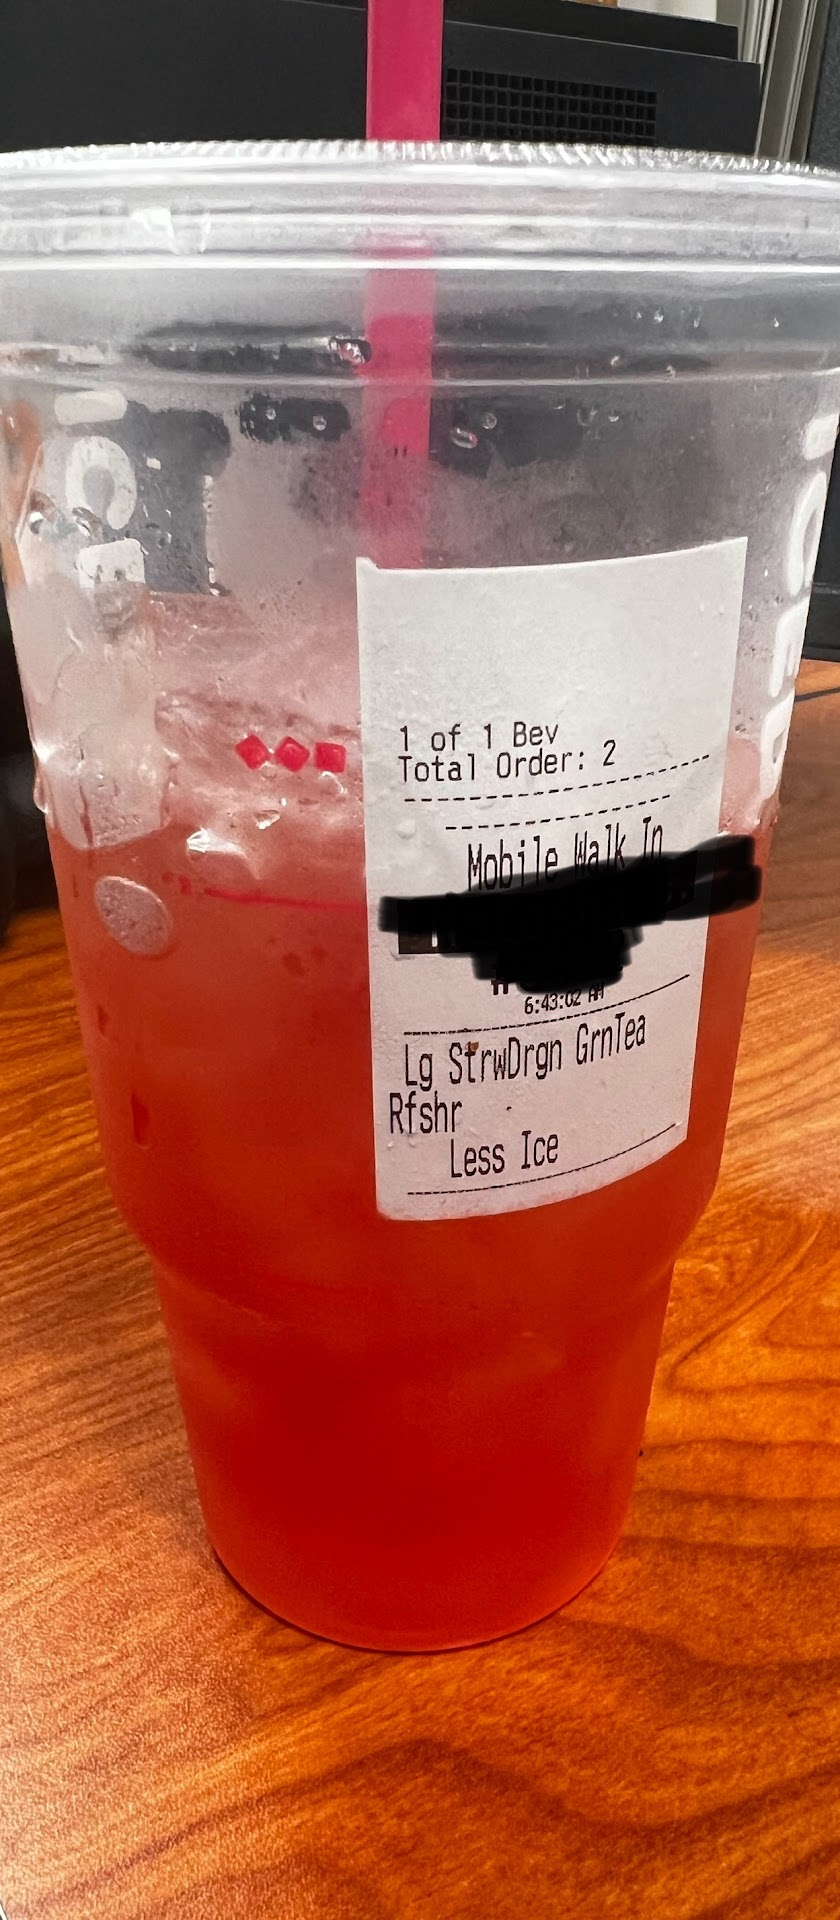 1 of 1 Bev
Total Order: 2
Mobile Walk In
#
6:43:02 AM
Lg StrwDrgn GrnTea
Rfshr
Less Ice
ICED